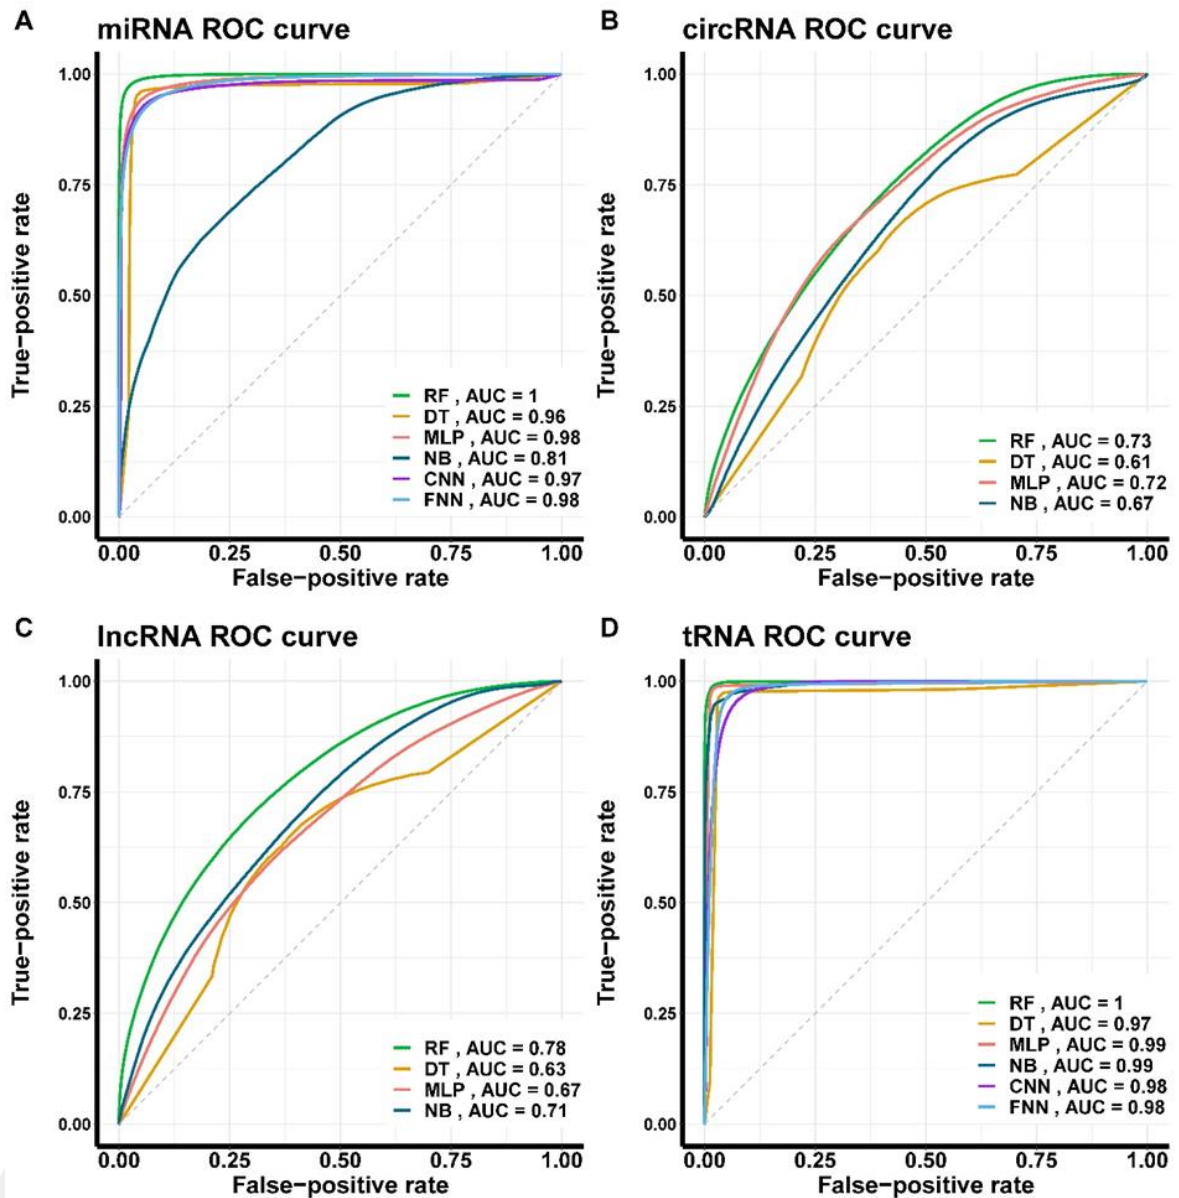 A
miRNA ROC curve
True−positive rate
1.00
0.75
0.50
0.25
0.00
RF , AUC = 1
DT , AUC = 0.96
MLP , AUC = 0.98
NB , AUC = 0.81
CNN , AUC = 0.97
FNN , AUC = 0.98
0.00 0.25 0.50 0.75 1.00
False−positive rate
B
circRNA ROC curve
True−positive rate
1.00
0.75
0.50
0.25
0.00
RF , AUC = 0.73
DT , AUC = 0.61
MLP , AUC = 0.72
NB , AUC = 0.67
0.00 0.25 0.50 0.75 1.00
False−positive rate
C
lncRNA ROC curve
True−positive rate
1.00
0.75
0.50
0.25
0.00
RF , AUC = 0.78
DT , AUC = 0.63
MLP , AUC = 0.67
NB , AUC = 0.71
0.00 0.25 0.50 0.75 1.00
False−positive rate
D
tRNA ROC curve
True−positive rate
1.00
0.75
0.50
0.25
0.00
RF , AUC = 1
DT , AUC = 0.97
MLP , AUC = 0.99
NB , AUC = 0.99
CNN , AUC = 0.98
FNN , AUC = 0.98
0.00 0.25 0.50 0.75 1.00
False−positive rate